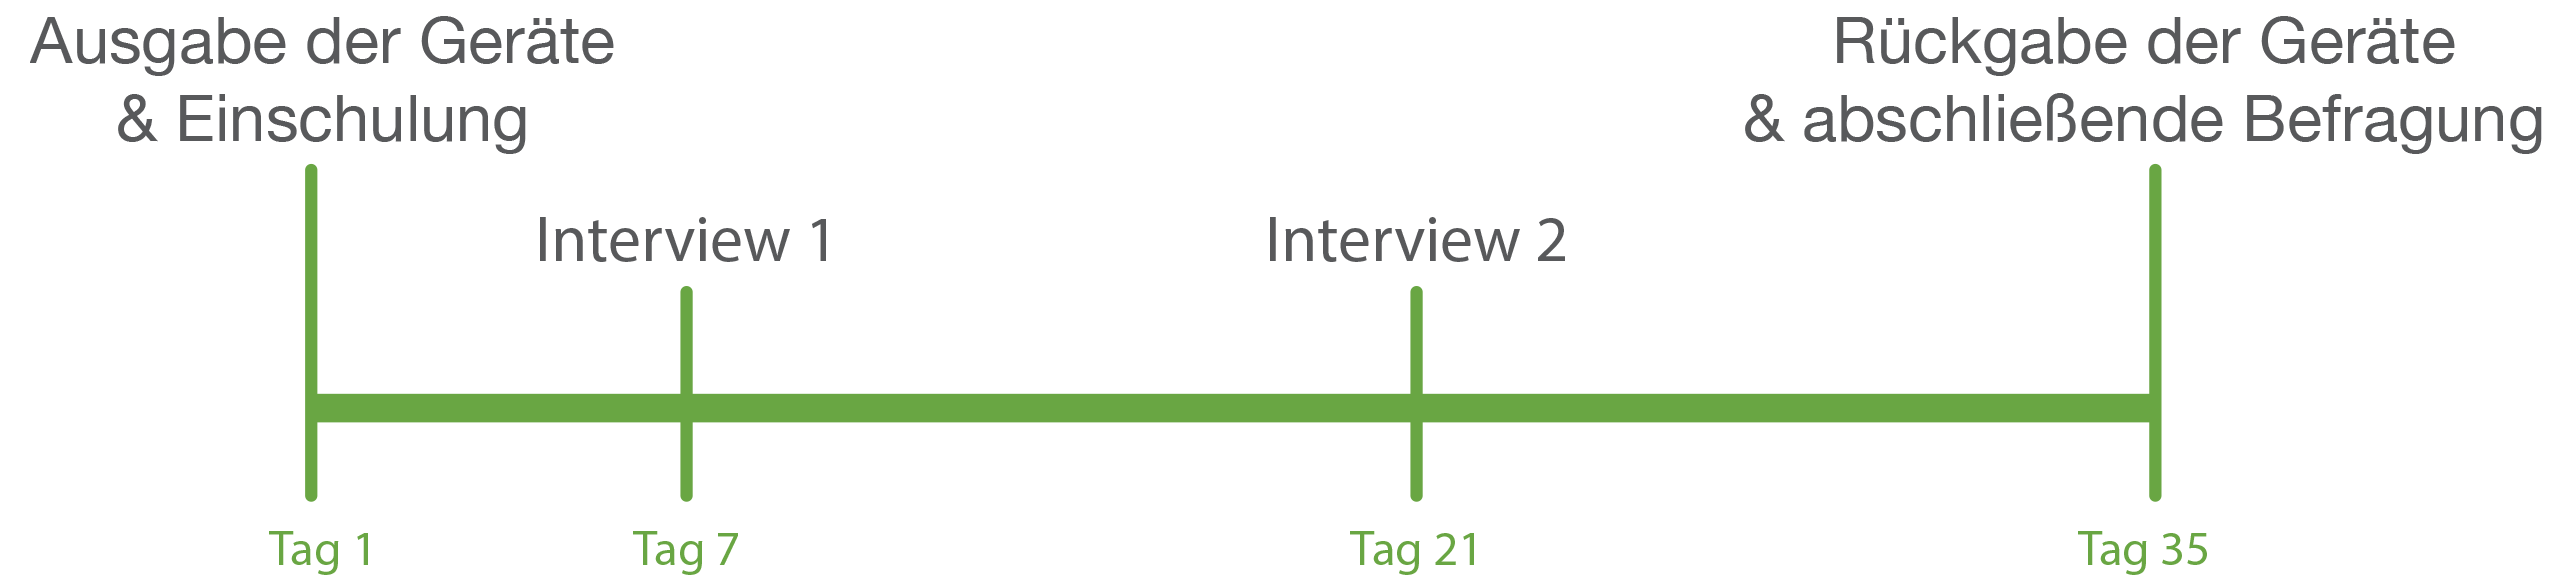 Ausgabe der Geräte
& Einschulung
Rückgabe der Geräte
& abschließende Befragung
Interview 1
Interview 2
Tag 1
Tag 7
Tag 21
Tag 35